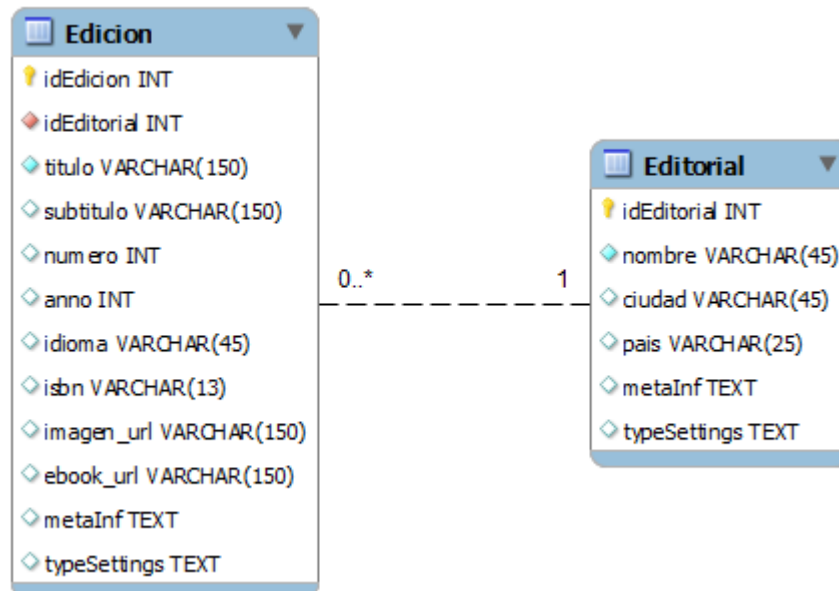 Edicion
idEdicion INT
idEditorial INT
titulo VARCHAR(150)
subtitulo VARCHAR(150)
numero INT
anno INT
idioma VARCHAR(45)
isbn VARCHAR(13)
imagen_url VARCHAR(150)
ebook_url VARCHAR(150)
metaInf TEXT
typeSettings TEXT
0..*
1
Editorial
idEditorial INT
nombre VARCHAR(45)
ciudad VARCHAR(45)
pais VARCHAR(25)
metaInf TEXT
typeSettings TEXT